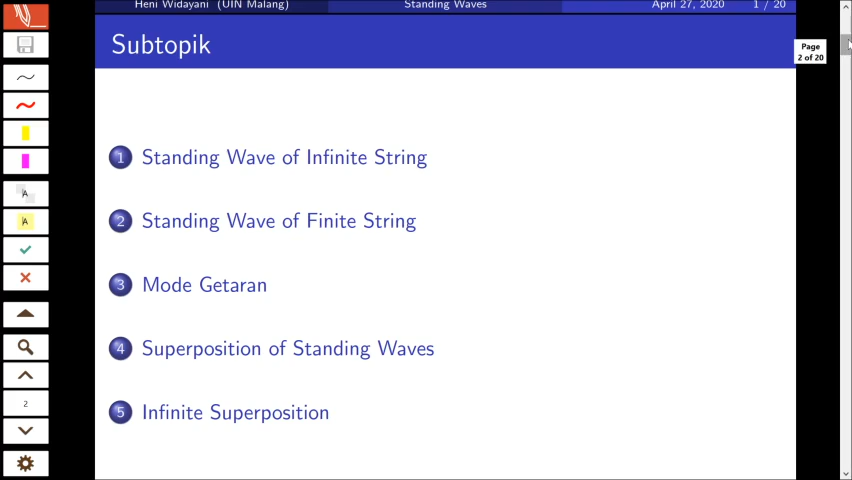 Heni Widayani (UIN Malang) Standing Waves April 27, 2020 1 / 20
Subtopik
Page
2 of 20
1 Standing Wave of Infinite String
2 Standing Wave of Finite String
3 Mode Getaran
4 Superposition of Standing Waves
5 Infinite Superposition
A
A
2